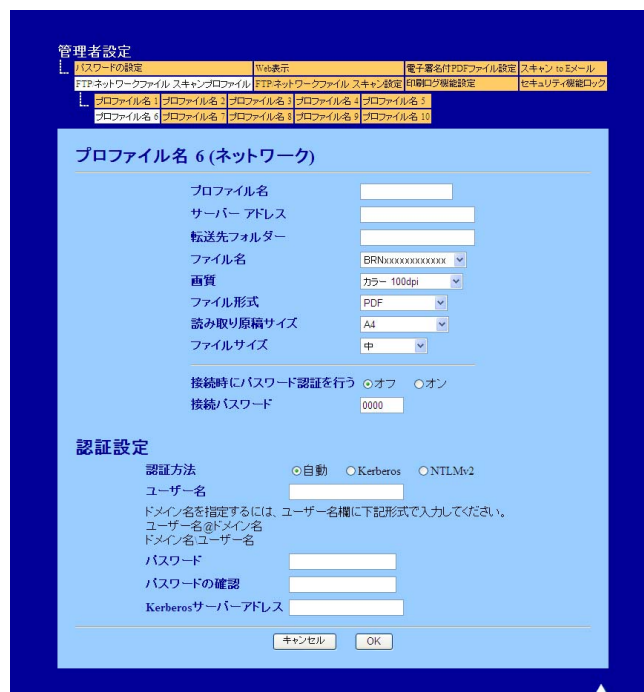 管理者設定
パスワードの設定 Web表示 電子署名付PDFファイル設定 スキャン to Eメール
FTP/ネットワークファイル スキャンプロファイル FTP/ネットワークファイル スキャン設定 印刷ログ機能設定 セキュリティ機能ロック
プロファイル名 1 プロファイル名 2 プロファイル名 3 プロファイル名 4 プロファイル名 5
プロファイル名 6 プロファイル名 7 プロファイル名 8 プロファイル名 9 プロファイル名 10
プロファイル名 6 (ネットワーク)
プロファイル名
サーバー アドレス
転送先フォルダー
ファイル名 BRNxxxxxxxxxxxx
画質 カラー 100dpi
ファイル形式 PDF
読み取り原稿サイズ A4
ファイルサイズ 中
接続時にパスワード認証を行う オフ オン
接続パスワード 0000
認証設定
認証方法 自動 Kerberos NTLMv2
ユーザー名
ドメイン名を指定するには、ユーザー名欄に下記形式で入力してください。
ユーザー名@ドメイン名
ドメイン名\ユーザー名
パスワード
パスワードの確認
Kerberosサーバーアドレス
キャンセル OK